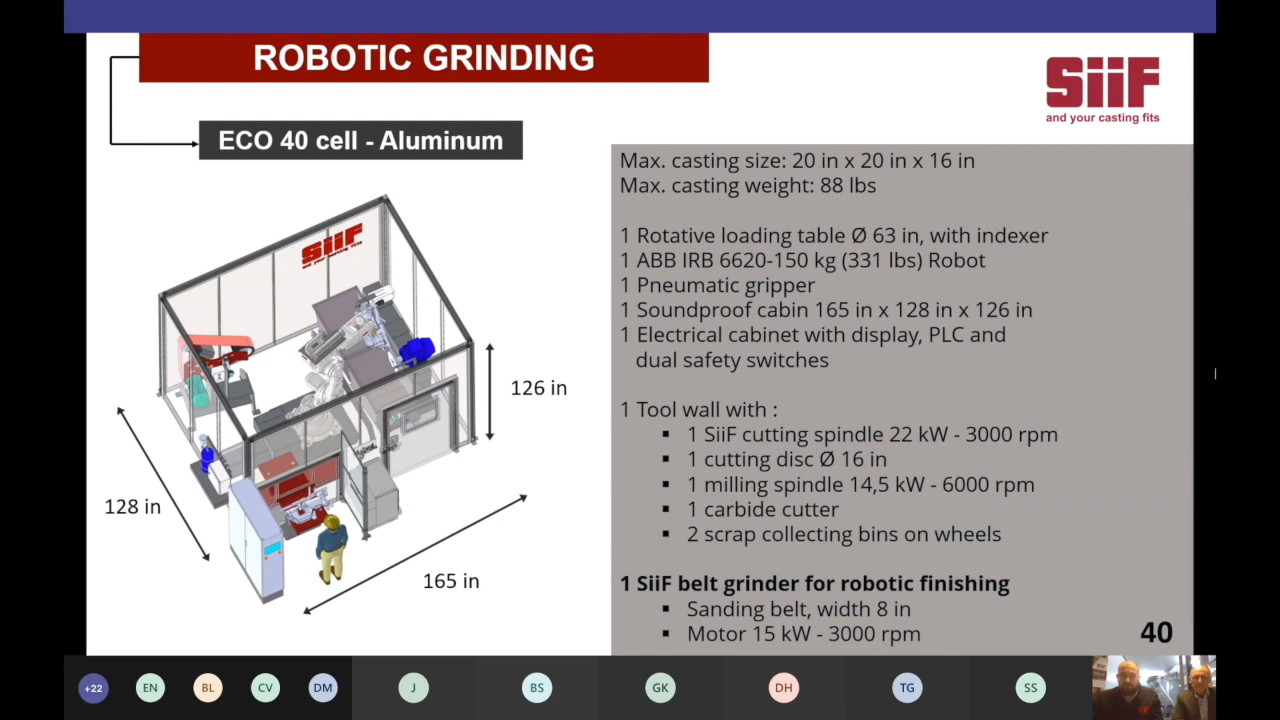 ROBOTIC GRINDING
SiiF
and your casting fits
ECO 40 cell - Aluminum
Max. casting size: 20 in x 20 in x 16 in
Max. casting weight: 88 lbs
1 Rotative loading table Ø 63 in, with indexer
1 ABB IRB 6620-150 kg (331 lbs) Robot
1 Pneumatic gripper
1 Soundproof cabin 165 in x 128 in x 126 in
1 Electrical cabinet with display, PLC and
dual safety switches
1 Tool wall with :
▪ 1 SiiF cutting spindle 22 kW - 3000 rpm
▪ 1 cutting disc Ø 16 in
▪ 1 milling spindle 14,5 kW - 6000 rpm
▪ 1 carbide cutter
▪ 2 scrap collecting bins on wheels
1 SiiF belt grinder for robotic finishing
▪ Sanding belt, width 8 in
▪ Motor 15 kW - 3000 rpm
SiiF
and your casting fits
126 in
128 in
165 in
40
+22
EN
BL
CV
DM
J
BS
GK
DH
TG
SS